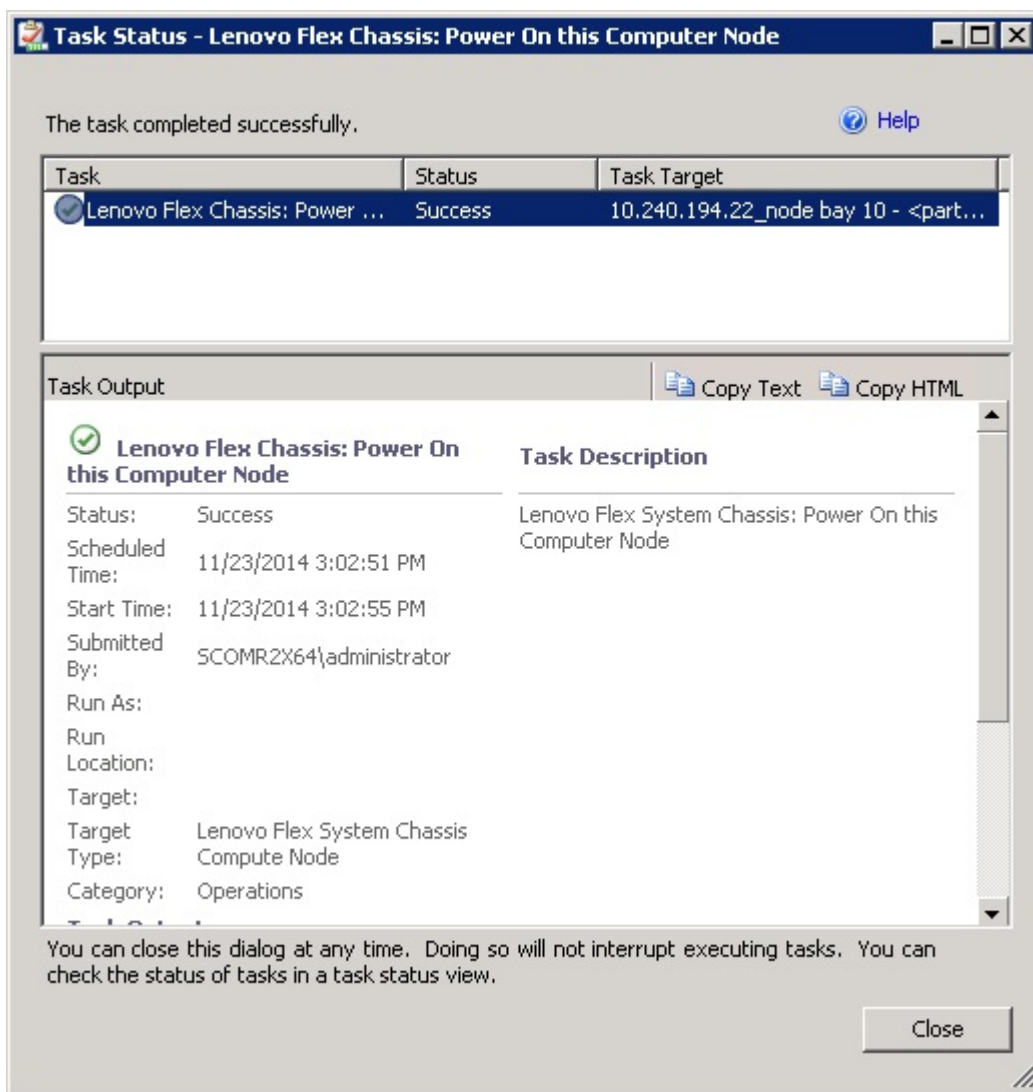 Task Status - Lenovo Flex Chassis: Power On this Computer Node
The task completed successfully.
Help
Task Status Task Target
Lenovo Flex Chassis: Power ... Success 10.240.194.22_node bay 10 - <part...
Task Output
Copy Text Copy HTML
Lenovo Flex Chassis: Power On
this Computer Node
Task Description
Lenovo Flex System Chassis: Power On this
Computer Node
Status: Success
Scheduled
Time: 11/23/2014 3:02:51 PM
Start Time: 11/23/2014 3:02:55 PM
Submitted
By: SCOMR2X64\administrator
Run As:
Run
Location:
Target:
Target Lenovo Flex System Chassis
Type: Compute Node
Category: Operations
You can close this dialog at any time. Doing so will not interrupt executing tasks. You can
check the status of tasks in a task status view.
Close